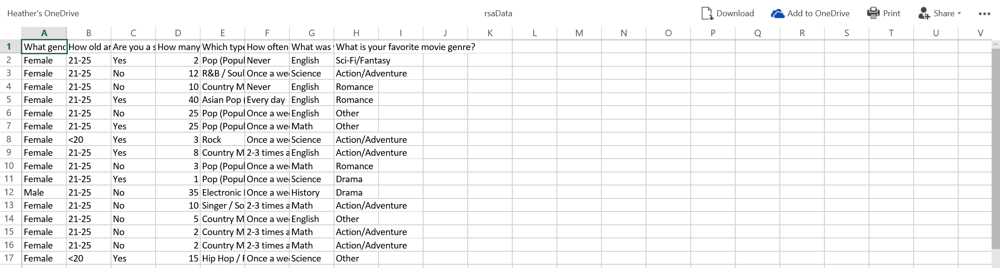 Heather's OneDrive rsaData Download Add to OneDrive Print Share
A B C D E F G H I J K L M N O P Q R S T U V
1 What genc How old ar Are you a s How many Which type How often What was What is your favorite movie genre?
2 Female 21-25 Yes 2 Pop (Popul Never English Sci-Fi/Fantasy
3 Female 21-25 No 12 R&B / Soul Once a wee Science Action/Adventure
4 Female 21-25 No 10 Country M Never English Romance
5 Female 21-25 Yes 40 Asian Pop ( Every day English Romance
6 Female 21-25 No 25 Pop (Popul Once a wee English Other
7 Female 21-25 Yes 25 Pop (Popul Once a wee Math Other
8 Female <20 Yes 3 Rock Once a wee Science Action/Adventure
9 Female 21-25 Yes 8 Country M 2-3 times a English Action/Adventure
10 Female 21-25 No 3 Pop (Popul Once a wee Math Romance
11 Female 21-25 Yes 1 Pop (Popul Once a wee Science Drama
12 Male 21-25 No 35 Electronic Once a wee History Drama
13 Female 21-25 No 10 Singer / So 2-3 times a Math Action/Adventure
14 Female 21-25 No 5 Country M Once a wee English Other
15 Female 21-25 No 2 Country M 2-3 times a Math Action/Adventure
16 Female 21-25 No 2 Country M 2-3 times a Math Action/Adventure
17 Female <20 Yes 15 Hip Hop / Once a wee Science Other